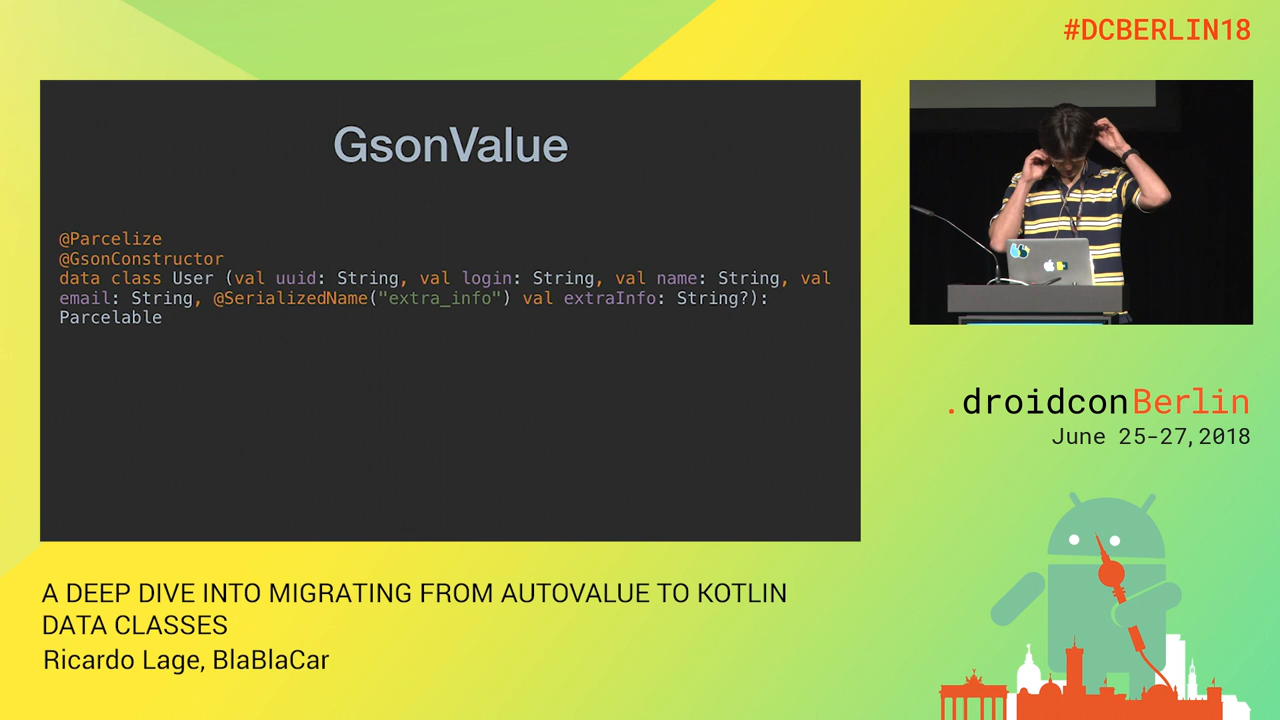 #DCBERLIN18
GsonValue
@Parcelize
@GsonConstructor
data class User (val uuid: String, val login: String, val name: String, val
email: String, @SerializedName("extra_info") val extraInfo: String?):
Parcelable
.droidconBerlin
June 25-27, 2018
A DEEP DIVE INTO MIGRATING FROM AUTOVALUE TO KOTLIN
DATA CLASSES
Ricardo Lage, BlaBlaCar